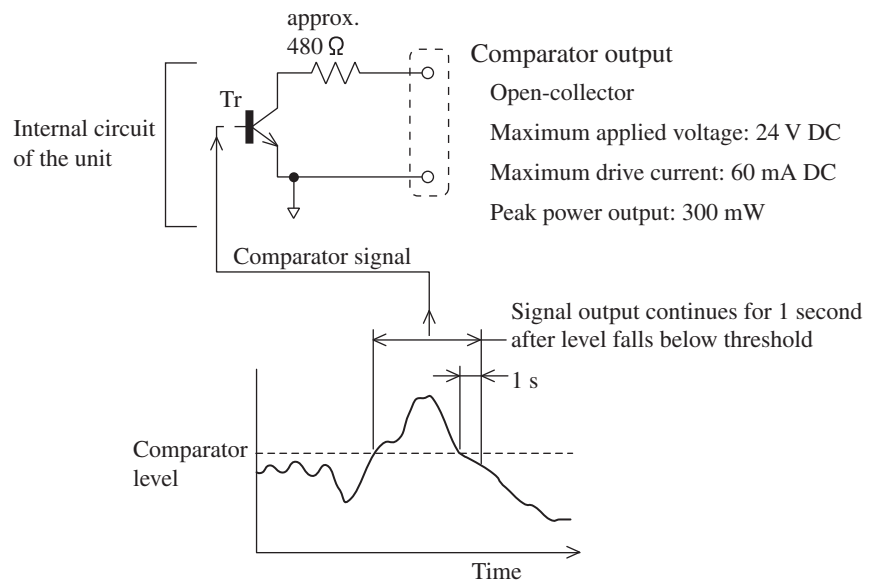 approx.
480 Ω
Comparator output
Open-collector
Tr
Internal circuit
of the unit
Maximum applied voltage: 24 V DC
Maximum drive current: 60 mA DC
Peak power output: 300 mW
Comparator signal
Signal output continues for 1 second
after level falls below threshold
1 s
Comparator
level
Time